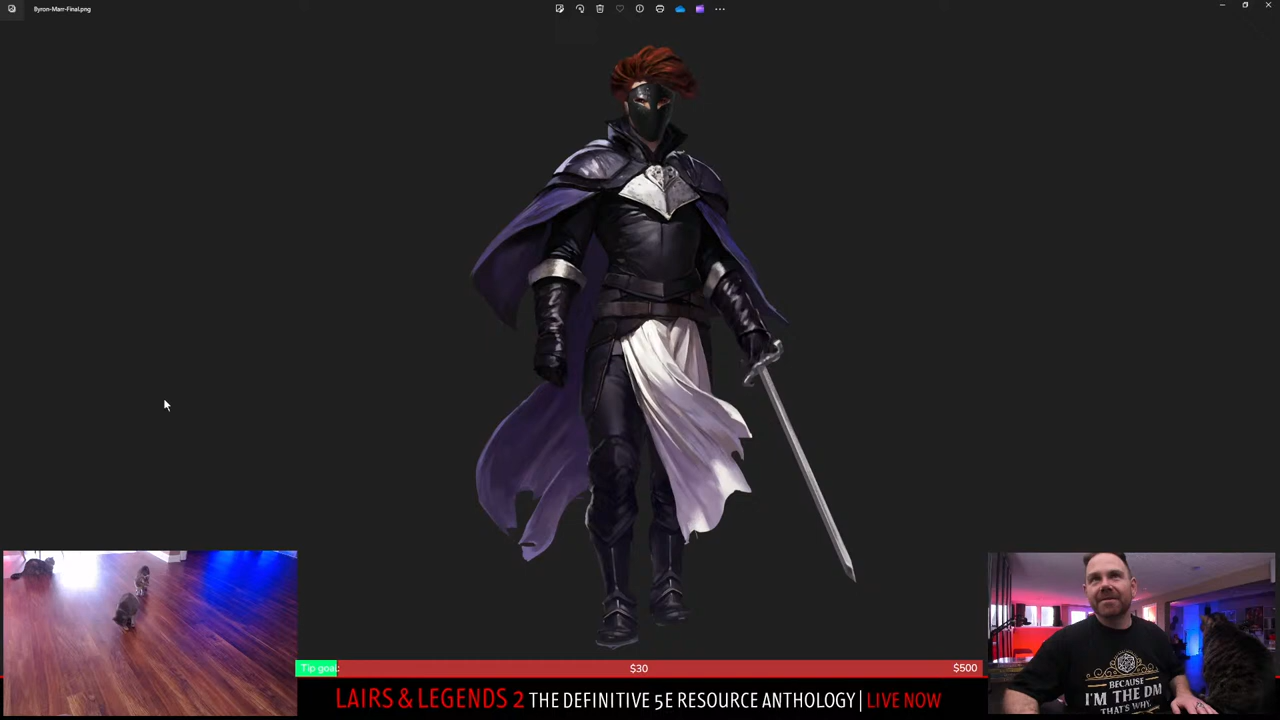 Byron-Marr-Final.png
Tip goal:
$30
$500
LAIRS & LEGENDS 2 THE DEFINITIVE 5E RESOURCE ANTHOLOGY | LIVE NOW
BECAUSE
I'M THE DM
THAT'S WHY.